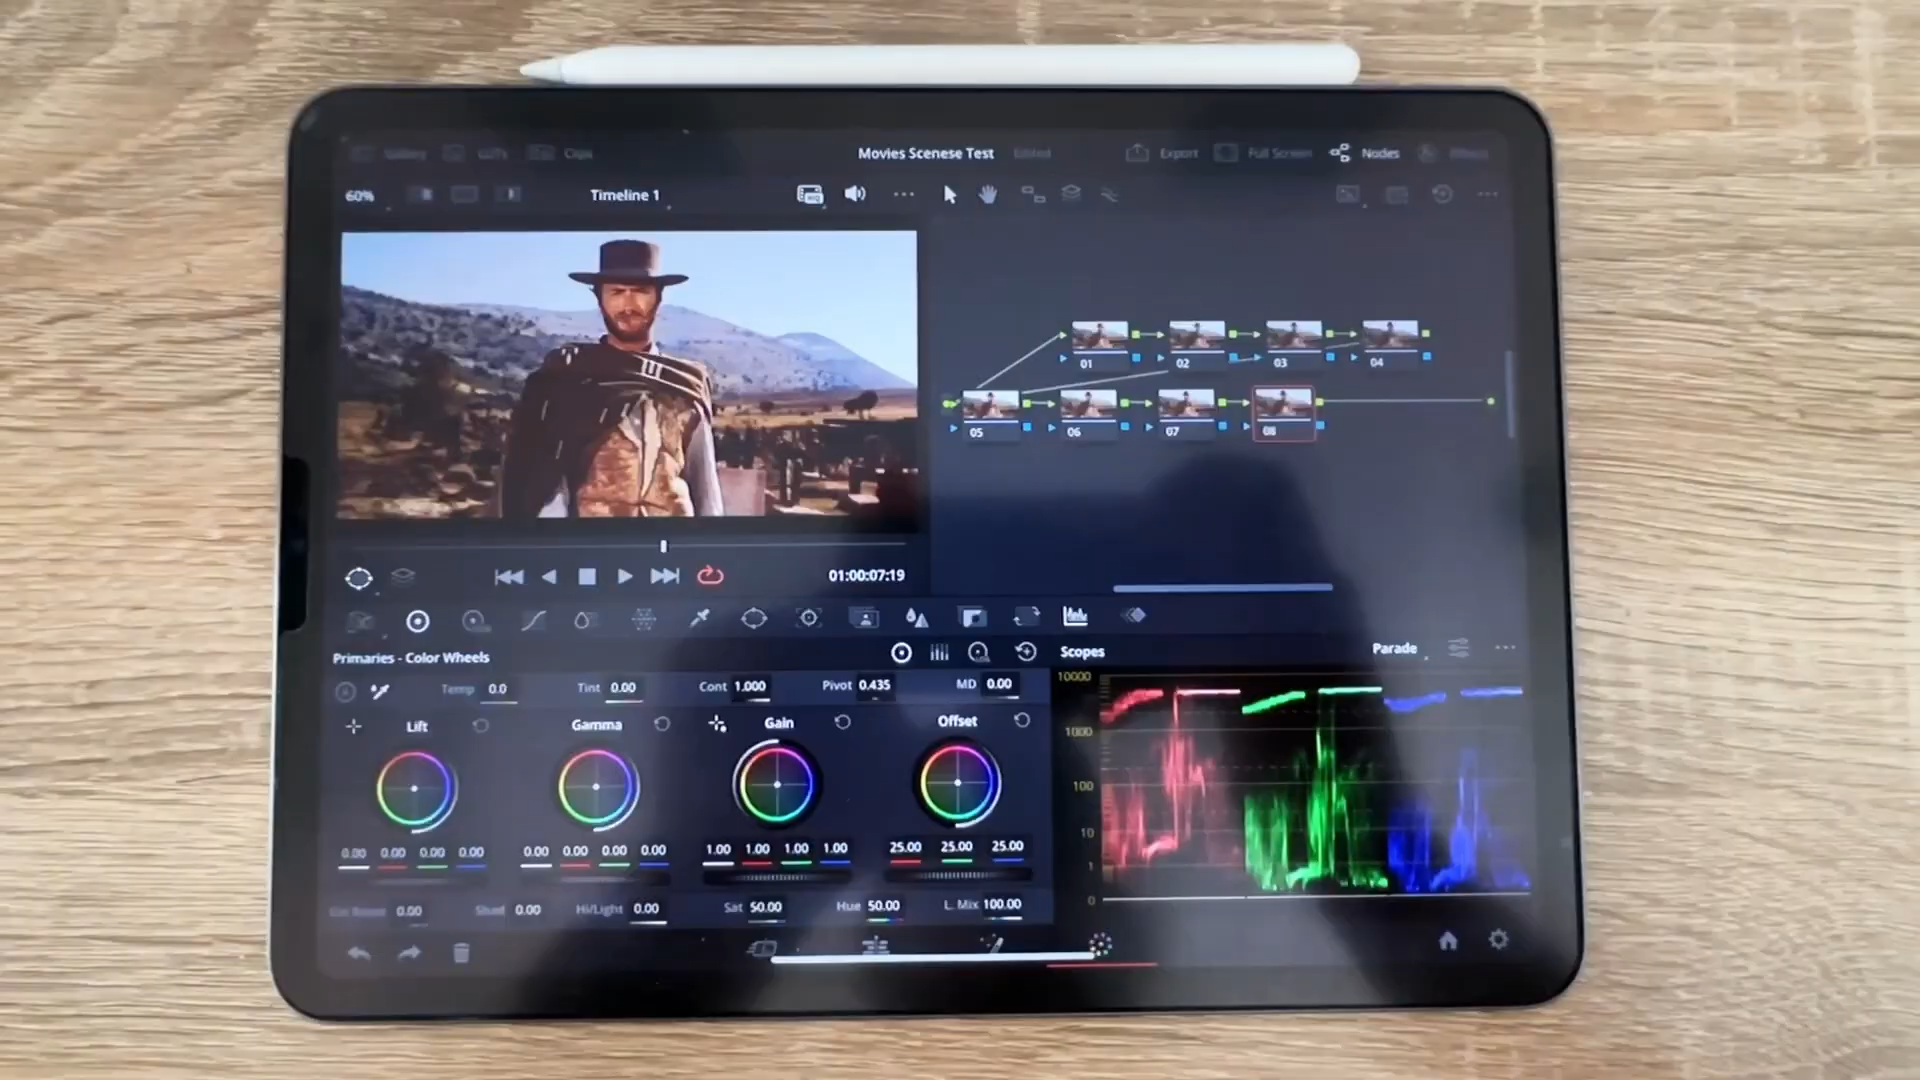 Gallery LUTs Clips Movies Scenese Test Edited Export Full Screen Nodes Effects
60% Timeline 1
01 02 03 04
05 06 07 08
01:00:07:19
Primaries - Color Wheels Scopes Parade
Temp 0.0 Tint 0.00 Cont 1.000 Pivot 0.435 MD 0.00
Lift Gamma Gain Offset
0.00 0.00 0.00 0.00 0.00 0.00 0.00 0.00 1.00 1.00 1.00 1.00 25.00 25.00 25.00
0.00 Shad 0.00 Hi/Light 0.00 Sat 50.00 Hue 50.00 L. Mix 100.00
10000
1000
100
10
1
0